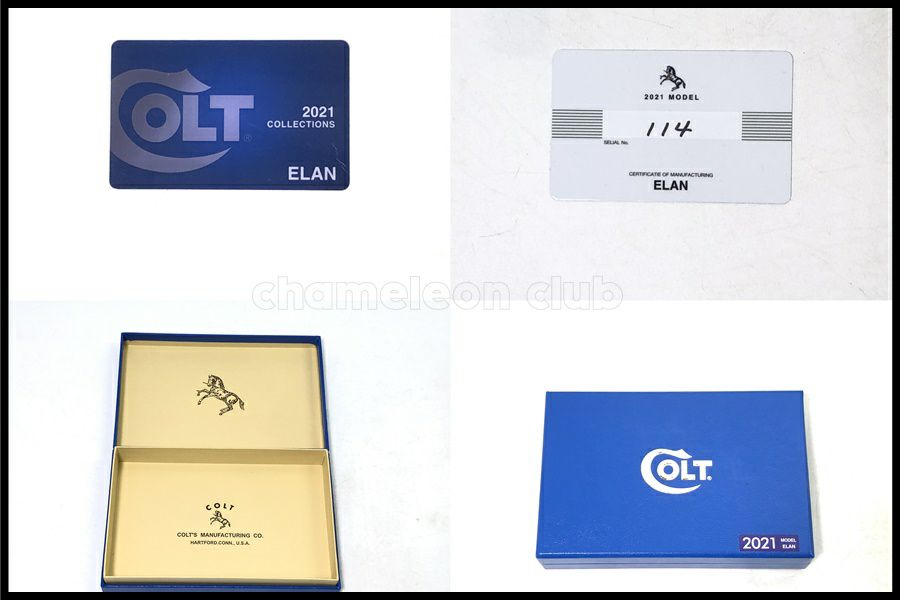 COLT®
2021
COLLECTIONS
ELAN
2021 MODEL
114
SELIAL No.
CERTIFICATIE OF MANUFACTURING
ELAN
chameleon club
COLT
COLT'S MANUFACTURING CO.
HARTFORD.CONN., U.S.A.
COLT®
2021 MODEL
ELAN